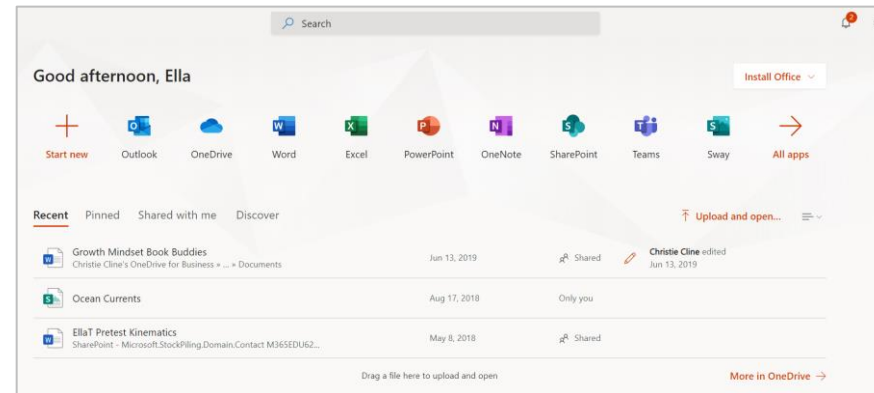 Search
2
Good afternoon, Ella
Install Office
Start new Outlook OneDrive Word Excel PowerPoint OneNote SharePoint Teams Sway All apps
Recent Pinned Shared with me Discover Upload and open...
Growth Mindset Book Buddies Jun 13, 2019 Shared Christie Cline edited
Christie Cline's OneDrive for Business » ... » Documents Jun 13, 2019
Ocean Currents Aug 17, 2018 Only you
EllaT Pretest Kinematics May 8, 2018 Shared
SharePoint - Microsoft.StockPiling.Domain.Contact M365EDU62...
Drag a file here to upload and open More in OneDrive